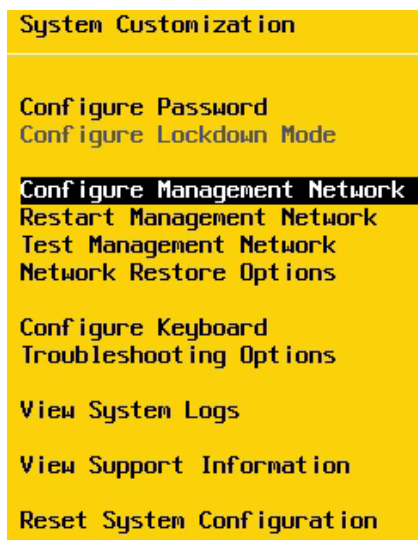 System Customization
Configure Password
Configure Lockdown Mode
Configure Management Network
Restart Management Network
Test Management Network
Network Restore Options
Configure Keyboard
Troubleshooting Options
View System Logs
View Support Information
Reset System Configuration